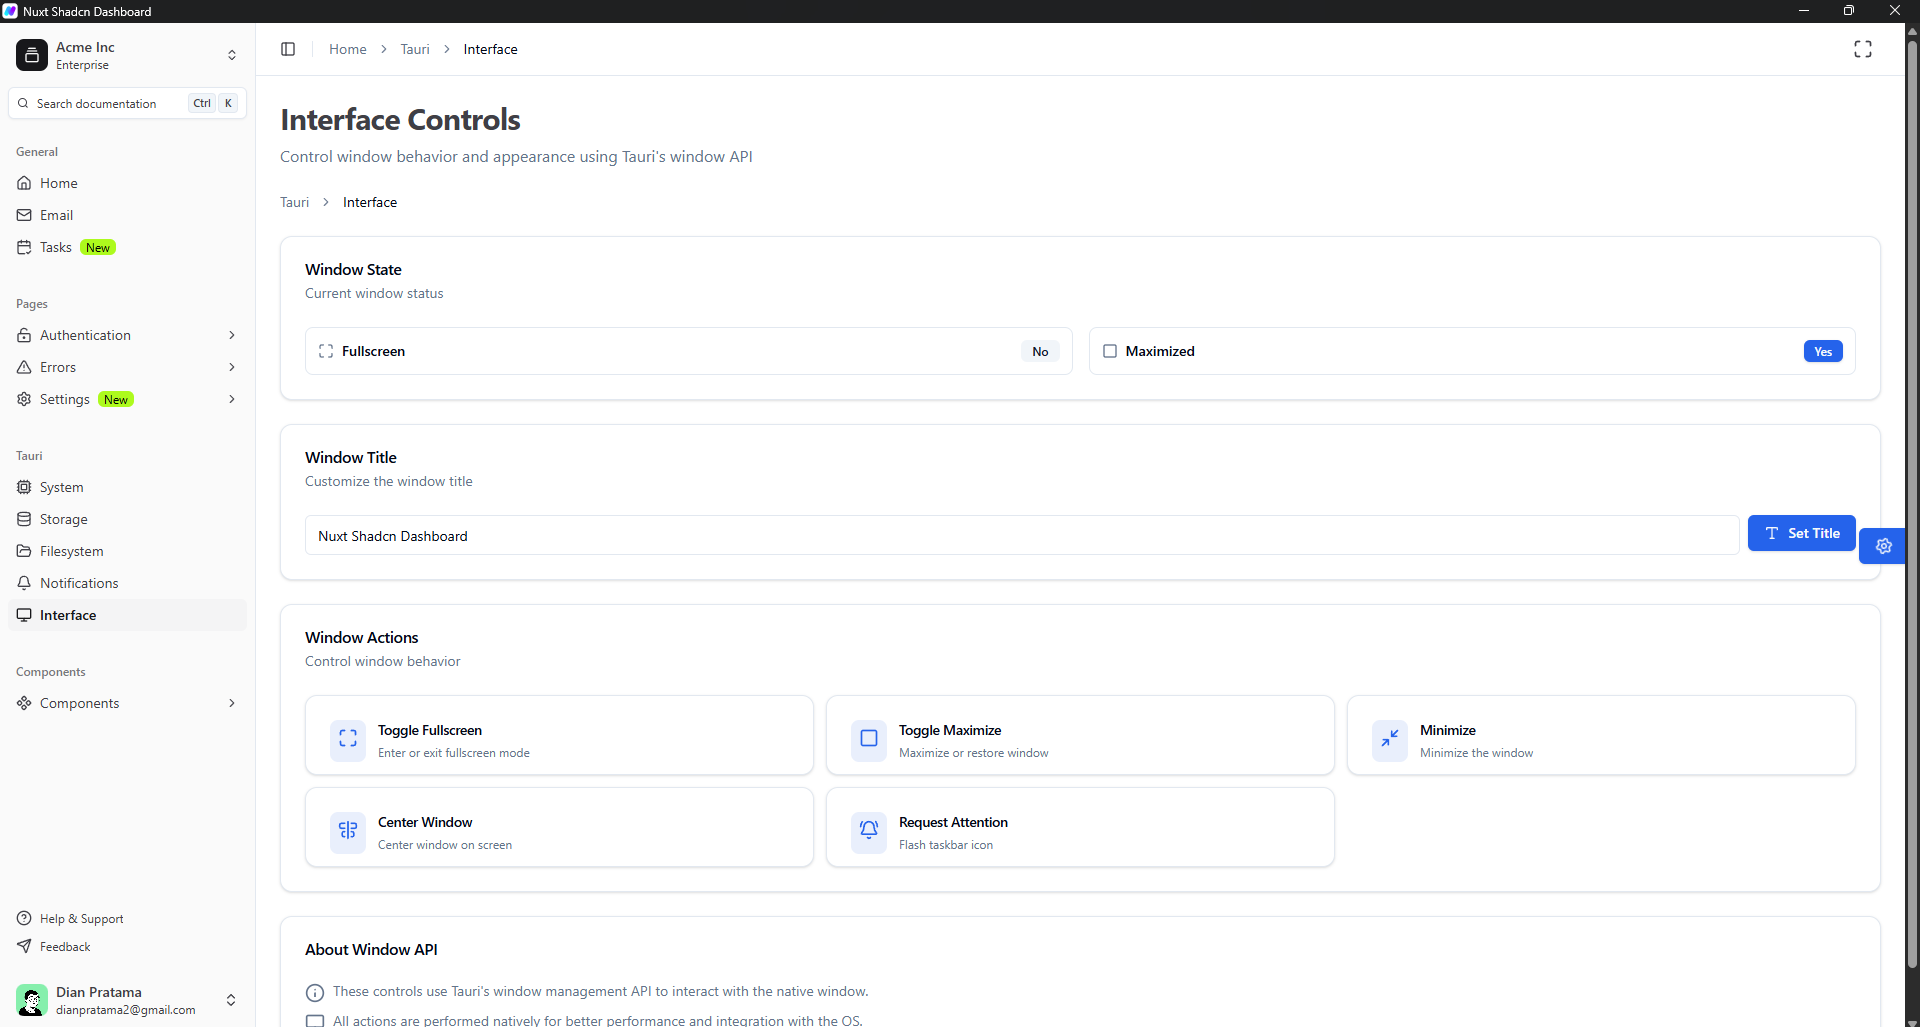 Nuxt Shadcn Dashboard
Acme Inc
Enterprise
Search documentation Ctrl K
General
Home
Email
Tasks New
Pages
Authentication
Errors
Settings New
Tauri
System
Storage
Filesystem
Notifications
Interface
Components
Components
Help & Support
Feedback
Dian Pratama
dianpratama2@gmail.com
Home Tauri Interface
Interface Controls
Control window behavior and appearance using Tauri's window API
Tauri Interface
Window State
Current window status
Fullscreen No
Maximized Yes
Window Title
Customize the window title
Nuxt Shadcn Dashboard
Set Title
Window Actions
Control window behavior
Toggle Fullscreen
Enter or exit fullscreen mode
Toggle Maximize
Maximize or restore window
Minimize
Minimize the window
Center Window
Center window on screen
Request Attention
Flash taskbar icon
About Window API
These controls use Tauri's window management API to interact with the native window.
All actions are performed natively for better performance and integration with the OS.